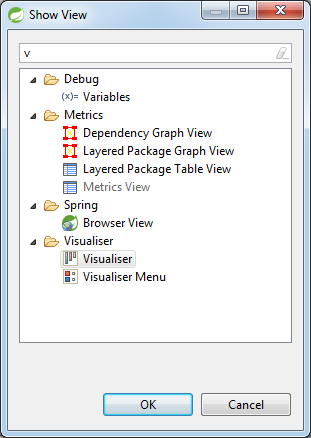 Show View
v
Debug
(x)= Variables
Metrics
Dependency Graph View
Layered Package Graph View
Layered Package Table View
Metrics View
Spring
Browser View
Visualiser
Visualiser
Visualiser Menu
OK Cancel